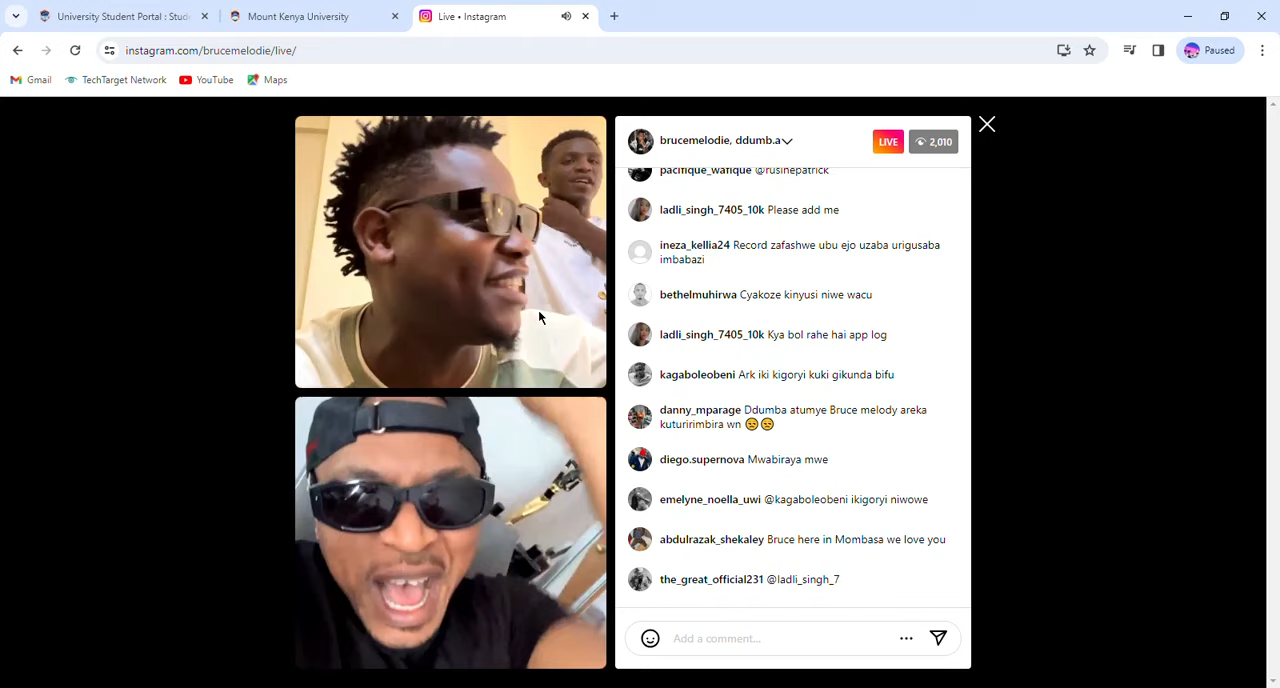 University Student Portal : Stude
Mount Kenya University
Live • Instagram
instagram.com/brucemelodie/live/
Paused
Gmail
TechTarget Network
YouTube
Maps
brucemelodie, ddumb.a
LIVE
2,010
pacifique_wafique @rusinepatrick
ladli_singh_7405_10k Please add me
ineza_kellia24 Record zafashwe ubu ejo uzaba urigusaba
imbabazi
bethelmuhirwa Cyakoze kinyusi niwe wacu
ladli_singh_7405_10k Kya bol rahe hai app log
kagaboleobeni Ark iki kigoryi kuki gikunda bifu
danny_mparage Ddumba atumye Bruce melody areka
kuturirimbira wn 😒😒
diego.supernova Mwabiraya mwe
emelyne_noella_uwi @kagaboleobeni ikigoryi niwowe
abdulrazak_shekaley Bruce here in Mombasa we love you
the_great_official231 @ladli_singh_7
Add a comment...